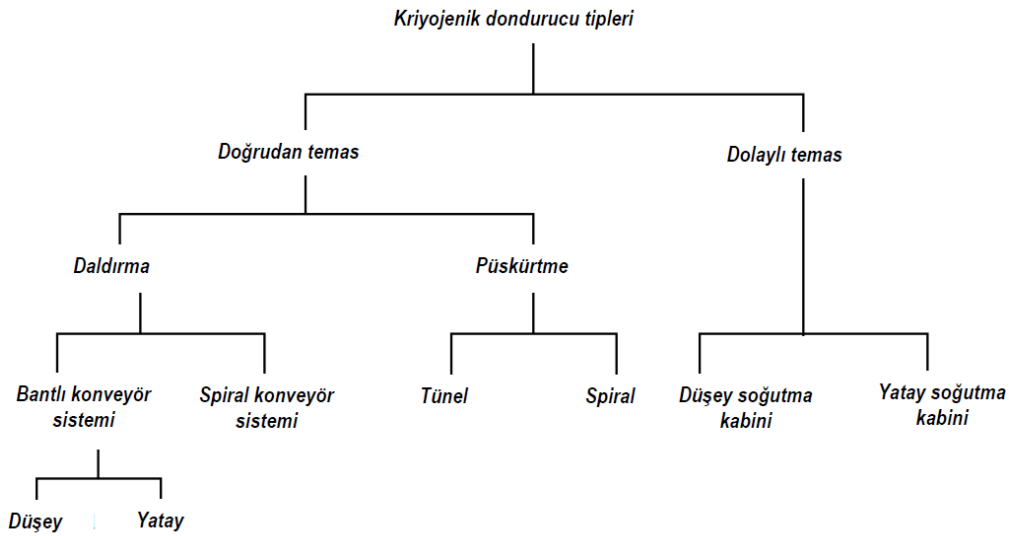 Kriyojenik dondurucu tipleri
Doğrudan temas
Dolaylı temas
Daldırma
Püskürtme
Bantlı konveyör
sistemi
Spiral konveyör
sistemi
Tünel
Spiral
Düşey soğutma
kabini
Yatay soğutma
kabini
Düşey
Yatay